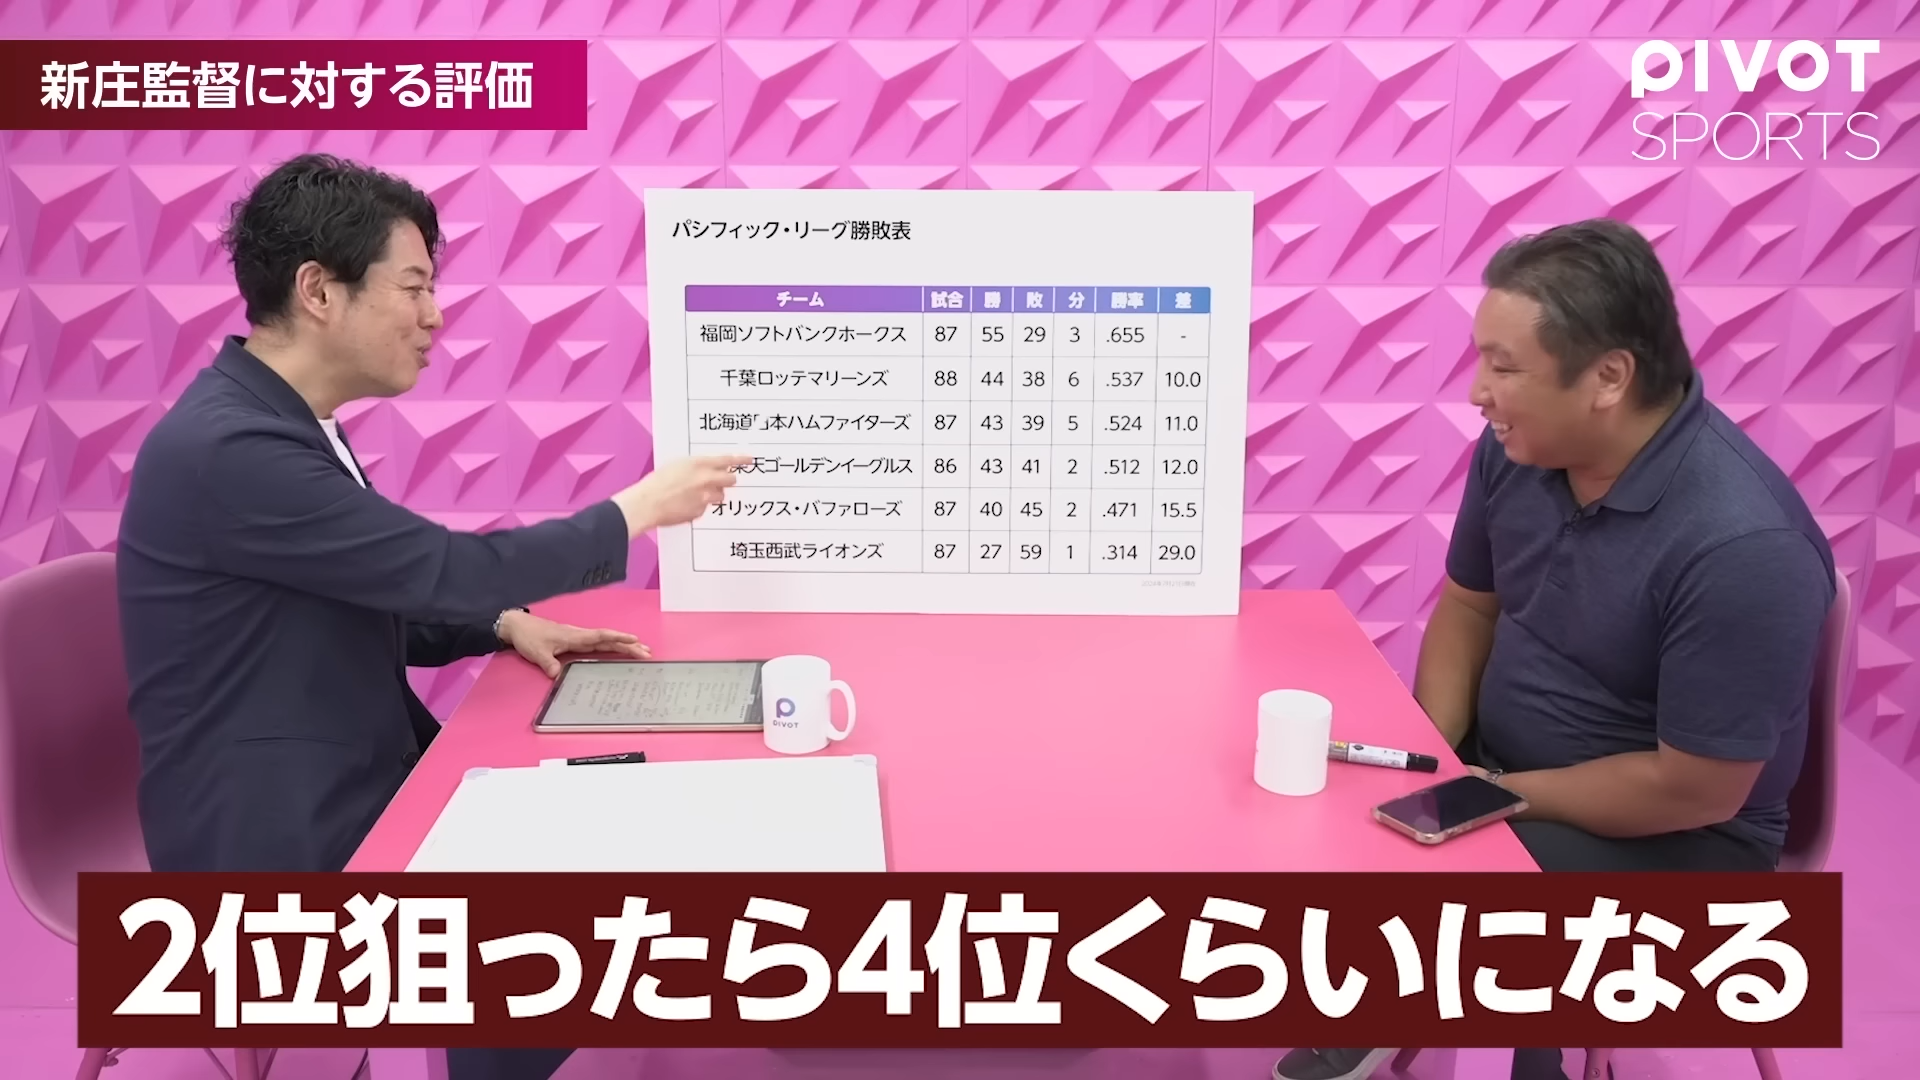 新庄監督に対する評価
PIVOT
SPORTS
パシフィック・リーグ勝敗表
チーム 試合 勝 敗 分 勝率 差
福岡ソフトバンクホークス 87 55 29 3 .655 -
千葉ロッテマリーンズ 88 44 38 6 .537 10.0
北海道日本ハムファイターズ 87 43 39 5 .524 11.0
楽天ゴールデンイーグルス 86 43 41 2 .512 12.0
オリックス・バファローズ 87 40 45 2 .471 15.5
埼玉西武ライオンズ 87 27 59 1 .314 29.0
PIVOT
2位狙ったら4位くらいになる